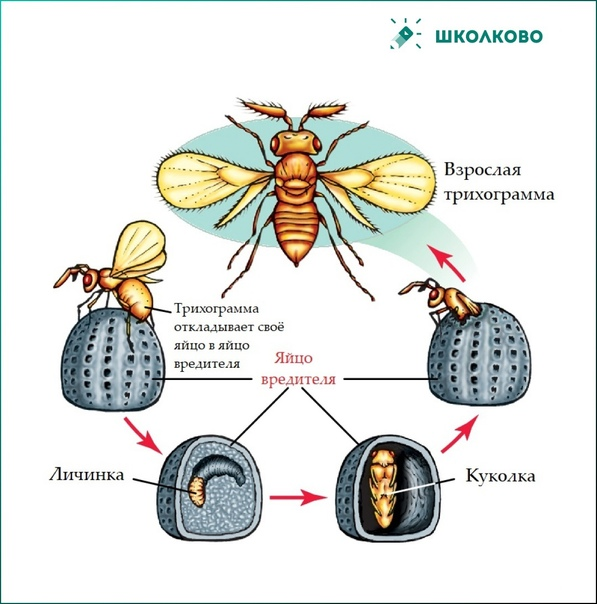 ШКОЛКОВО
Взрослая
трихограмма
Трихограмма
откладывает своё
яйцо в яйцо
вредителя
Яйцо
вредителя
Личинка
Куколка